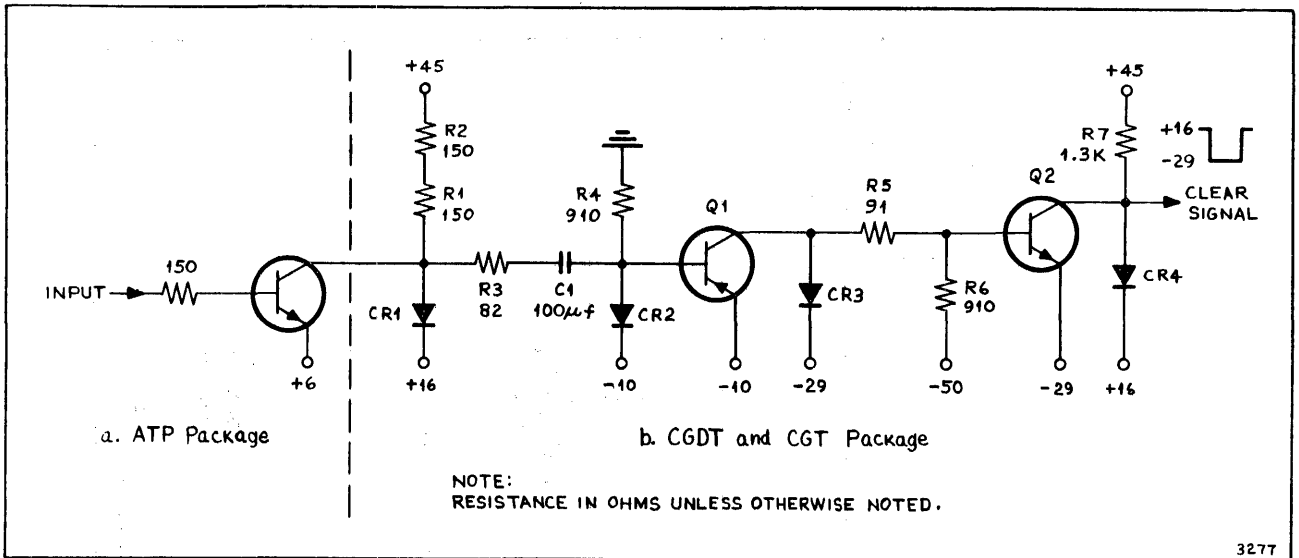 +45
R2
150
R1
150
150
INPUT
+6
CR1
+16
R3
82
C1
100μf
R4
910
CR2
-10
Q1
-10
CR3
-29
R5
91
R6
910
-50
Q2
-29
+45
R7
1.3K
+16
-29
CLEAR
SIGNAL
CR4
+16
a. ATP Package
b. CGDT and CGT Package
NOTE:
RESISTANCE IN OHMS UNLESS OTHERWISE NOTED.
3277